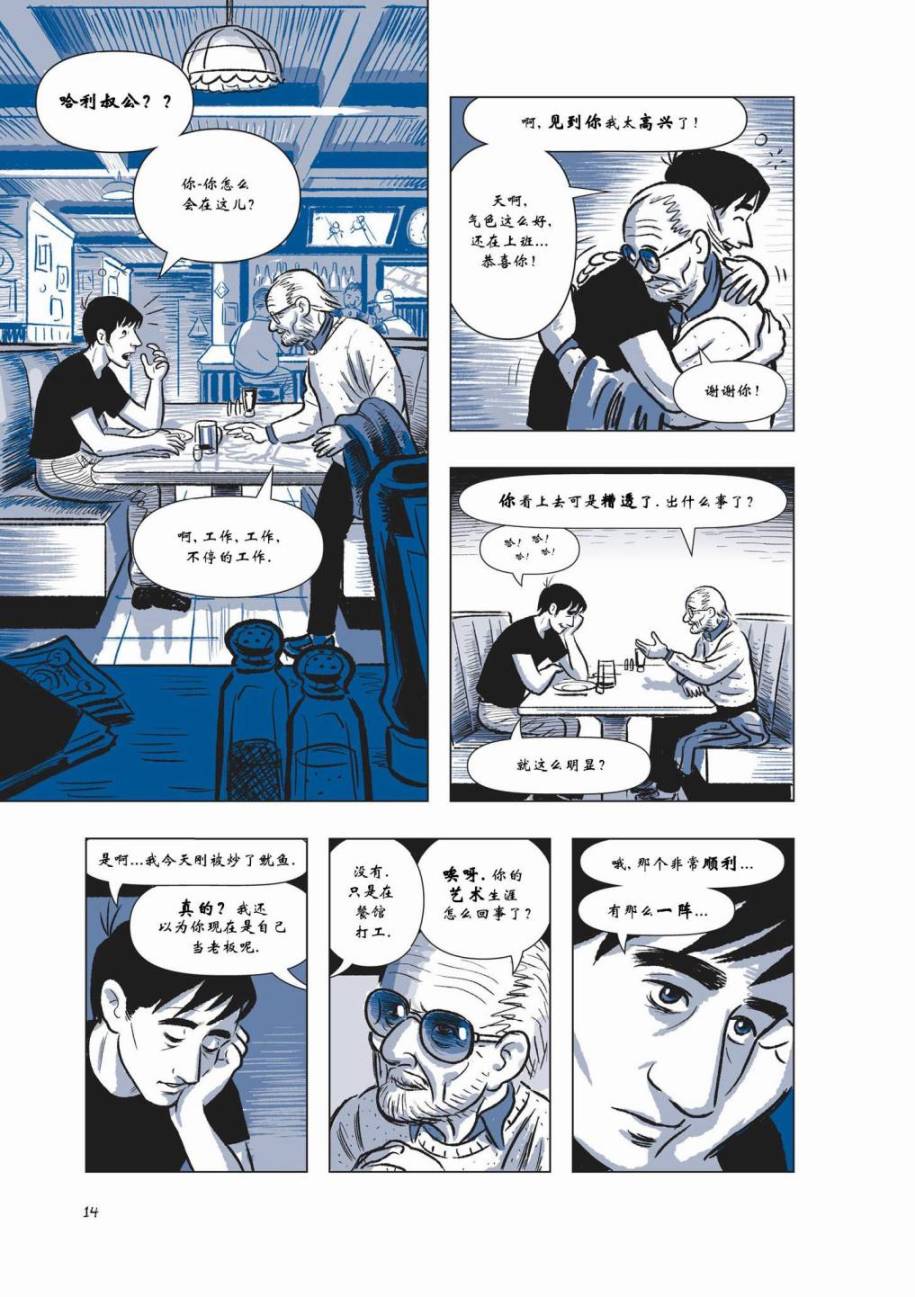 哈利叔公？？
你-你怎么
会在这儿？
啊，工作、工作、
不停的工作.
啊，见到你我太高兴了！
天啊，
气色这么好，
还在上班...
恭喜你！
谢谢你！
你看上去可是糟透了. 出什么事了？
哈！ 哈！
哈！ 哈！
就这么明显？
是啊...我今天刚被炒了鱿鱼.
真的？ 我还
以为你现在是自己
当老板呢.
没有.
只是在
餐馆
打工.
唉呀. 你的
艺术生涯
怎么回事了？
哦，那个非常顺利...
有那么一阵...
14